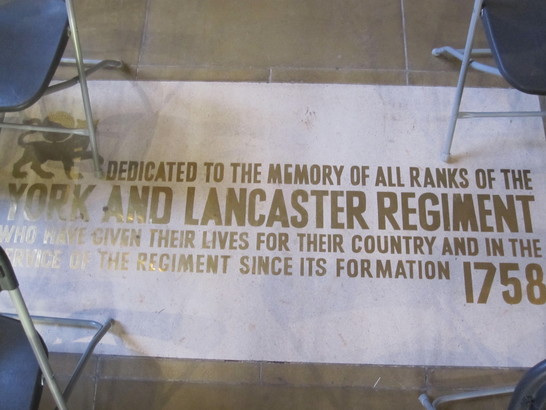 DEDICATED TO THE MEMORY OF ALL RANKS OF THE
YORK AND LANCASTER REGIMENT
WHO HAVE GIVEN THEIR LIVES FOR THEIR COUNTRY AND IN THE
SERVICE OF THE REGIMENT SINCE ITS FORMATION 1758